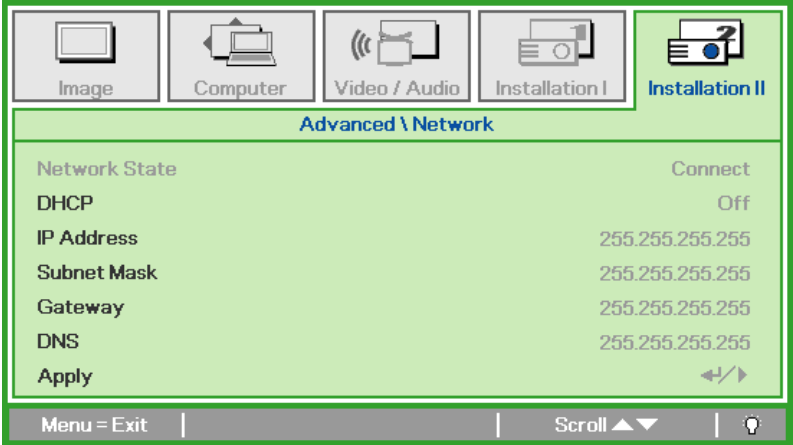 Image Computer Video / Audio Installation I Installation II
Advanced \ Network
Network State Connect
DHCP Off
IP Address 255.255.255.255
Subnet Mask 255.255.255.255
Gateway 255.255.255.255
DNS 255.255.255.255
Apply
Menu = Exit Scroll